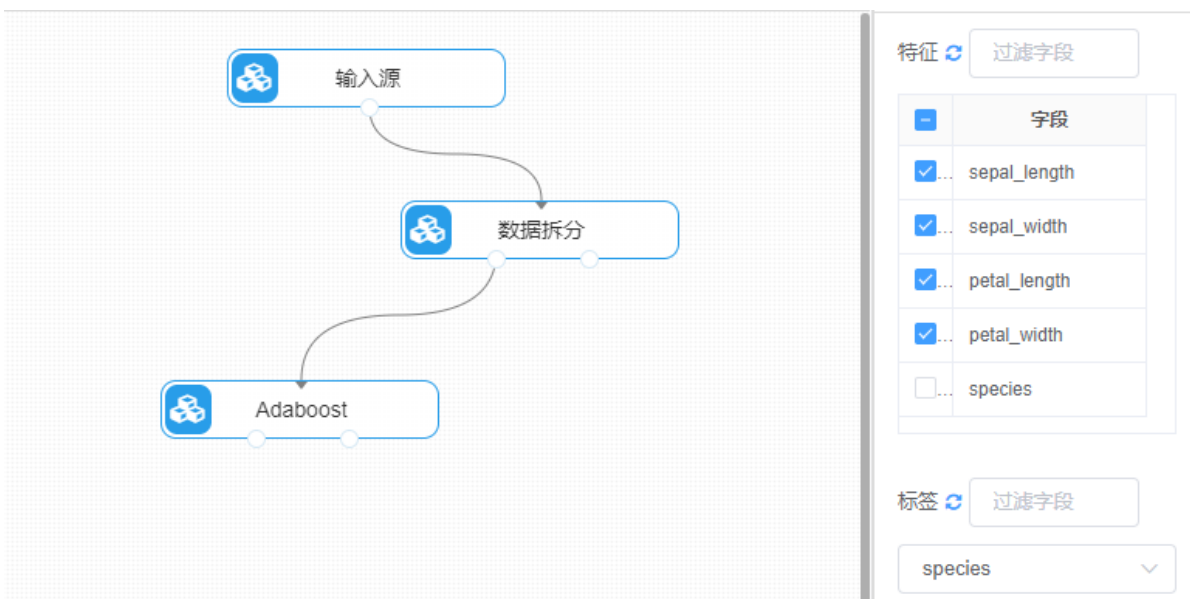 输入源
数据拆分
Adaboost
特征 过滤字段
字段
... sepal_length
... sepal_width
... petal_length
... petal_width
... species
标签 过滤字段
species